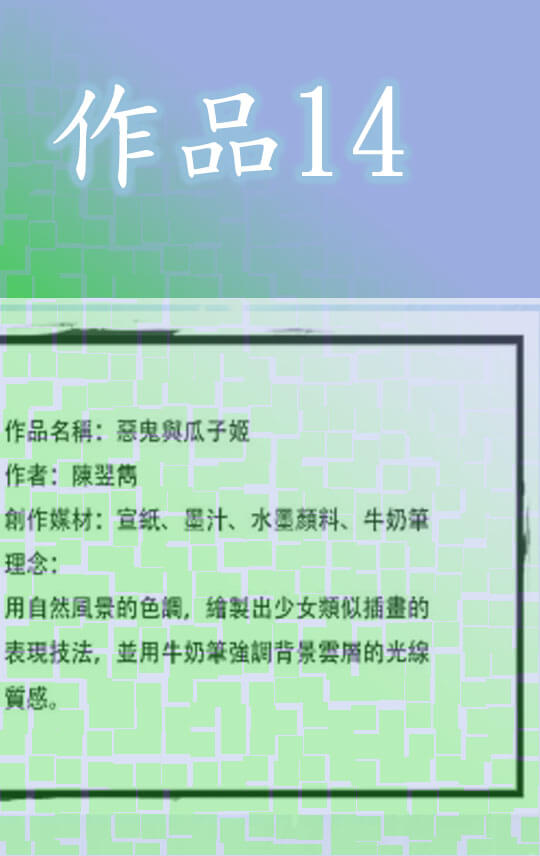 作品14
作品名稱：惡鬼與瓜子姬
作者：陳翌雋
創作媒材：宣紙、墨汁、水墨顏料、牛奶筆
理念：
用自然風景的色調，繪製出少女類似插畫的
表現技法，並用牛奶筆強調背景雲層的光線
質感。